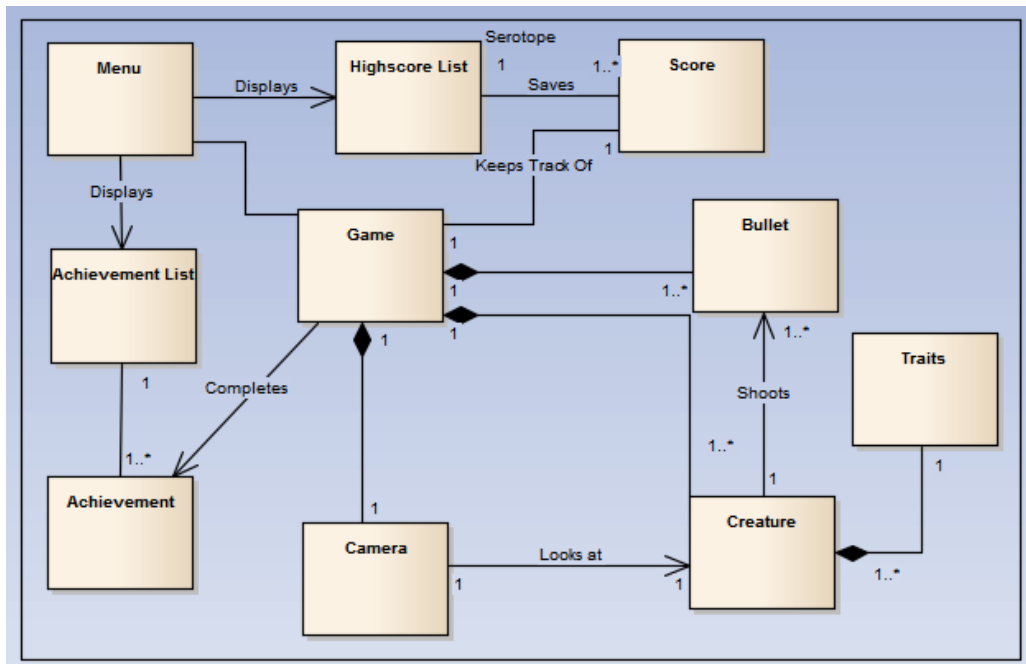 Serotope
Menu
Highscore List
1
1..*
Score
Displays
Saves
1
Keeps Track Of
Displays
Game
1
Bullet
Achievement List
1
1..*
1
1
1..*
Traits
1
Completes
Shoots
1..*
1..*
1
1
Achievement
1
Creature
Camera
Looks at
1
1
1..*